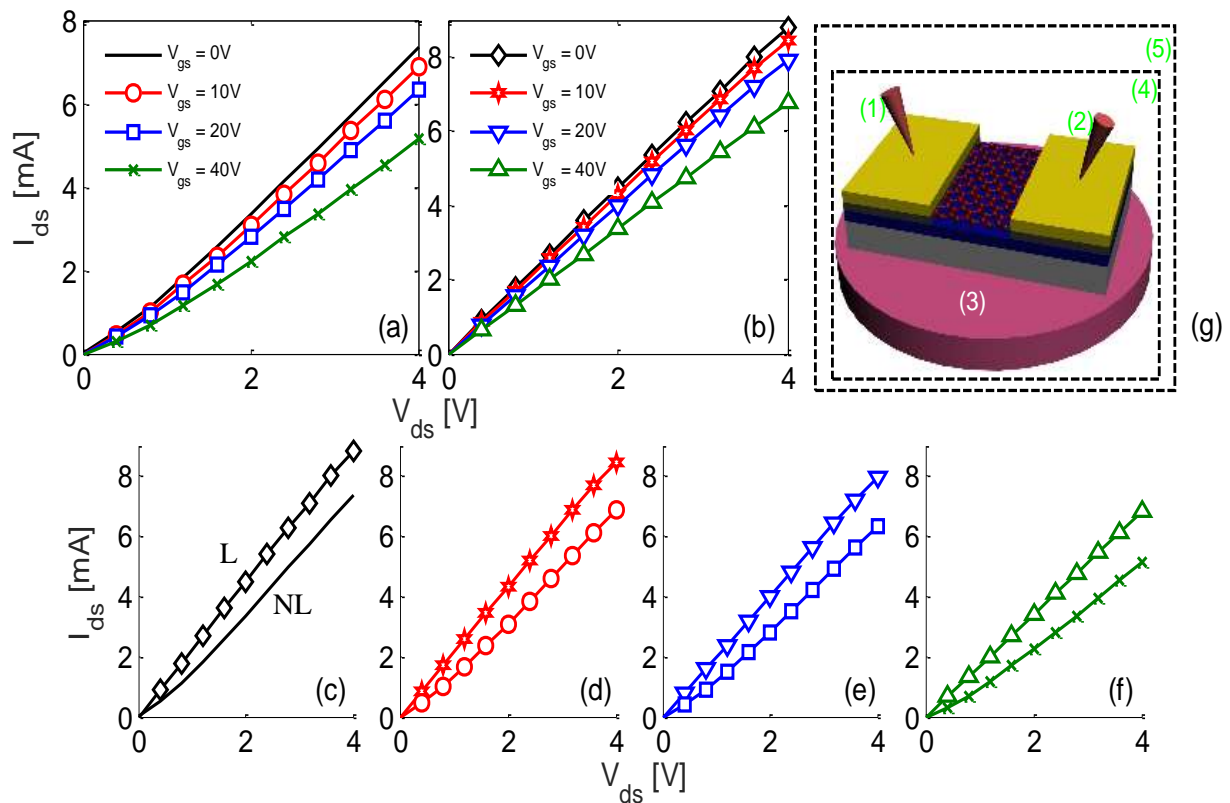 8
6
4
2
0
I_ds [mA]
V_gs = 0V
V_gs = 10V
V_gs = 20V
V_gs = 40V
(a)
0 2 4
8
6
4
2
0
V_gs = 0V
V_gs = 10V
V_gs = 20V
V_gs = 40V
(b)
0 2 4
V_ds [V]
(1)
(2)
(3)
(4)
(5)
(g)
8
6
4
2
0
I_ds [mA]
L
NL
(c)
0 2 4
8
6
4
2
0
(d)
0 2 4
8
6
4
2
0
(e)
0 2 4
8
6
4
2
0
(f)
0 2 4
V_ds [V]